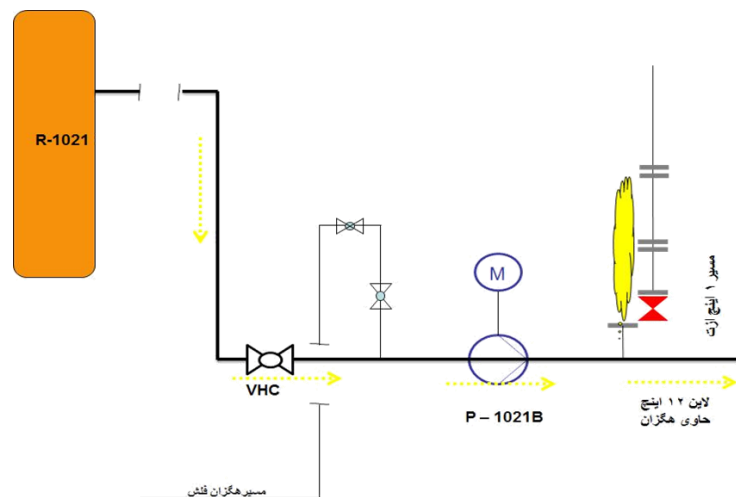 R-1021
M
مسیر ۱ اینچ ازت
VHC
P – 1021B
لاین ۱۲ اینچ
حاوی هگزان
مسیرهگزان فلش